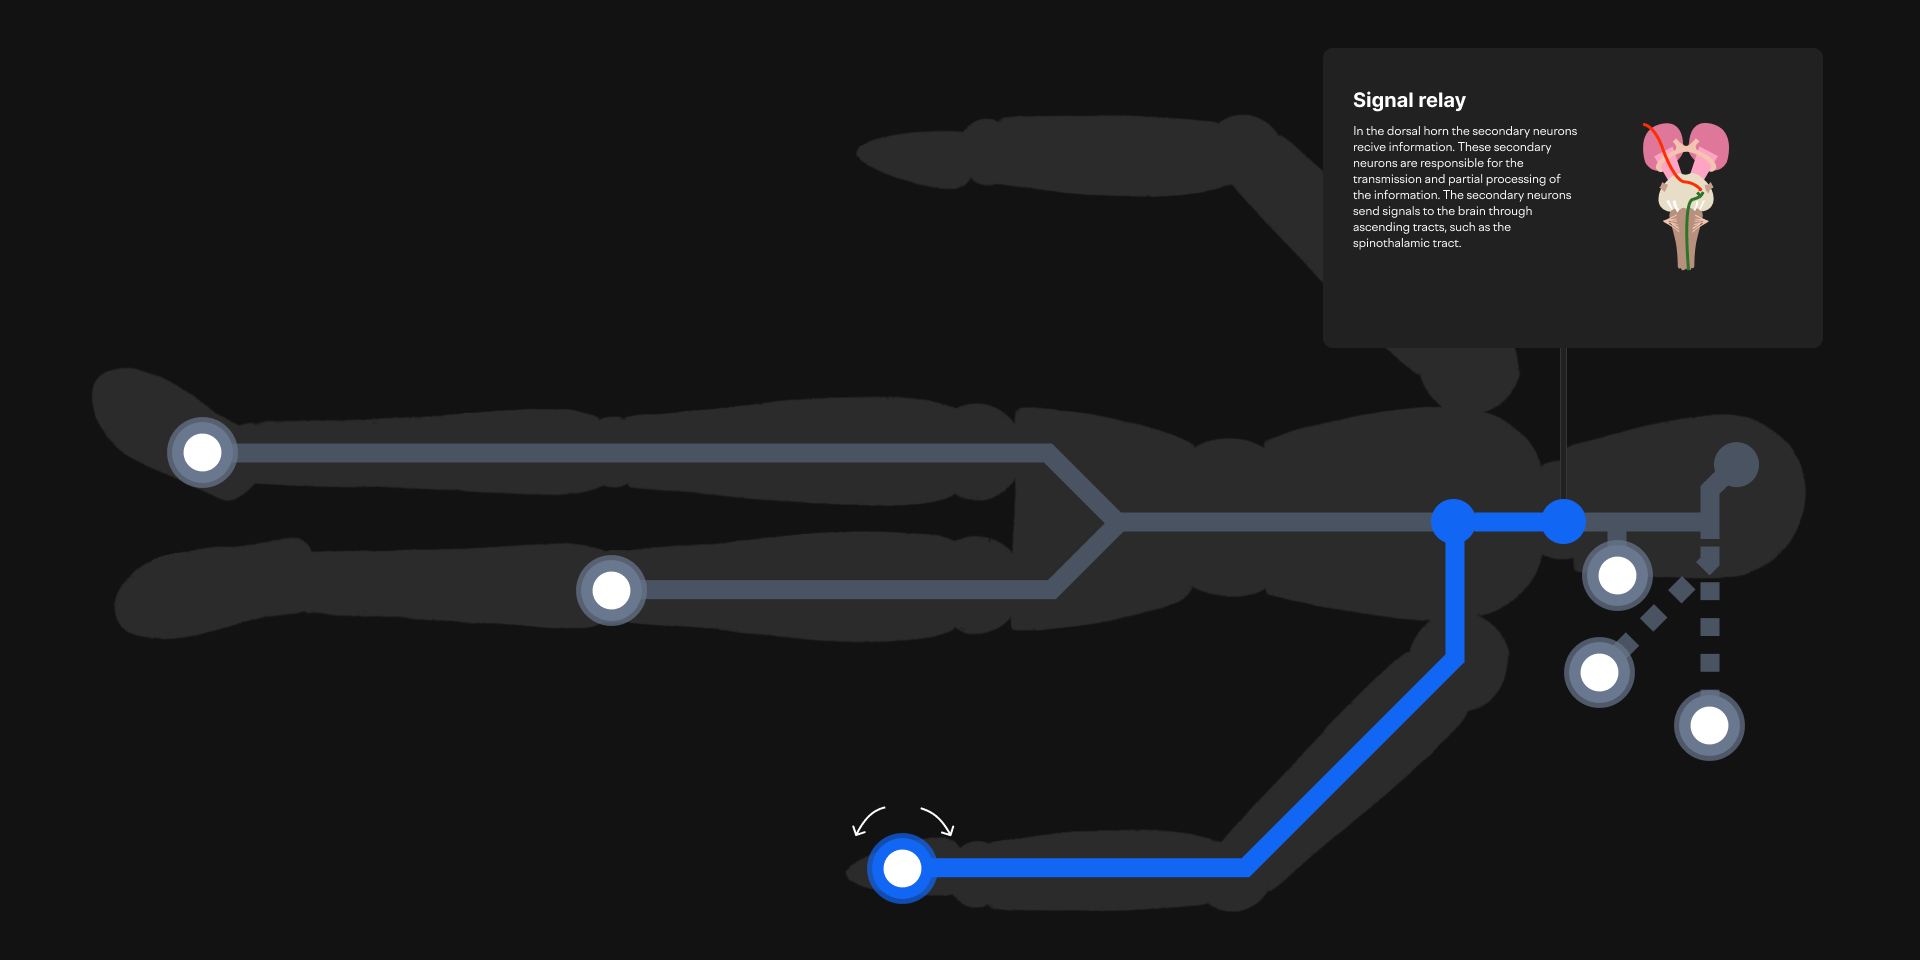 Signal relay
In the dorsal horn the secondary neurons
recive information. These secondary
neurons are responsible for the
transmission and partial processing of
the information. The secondary neurons
send signals to the brain through
ascending tracts, such as the
spinothalamic tract.